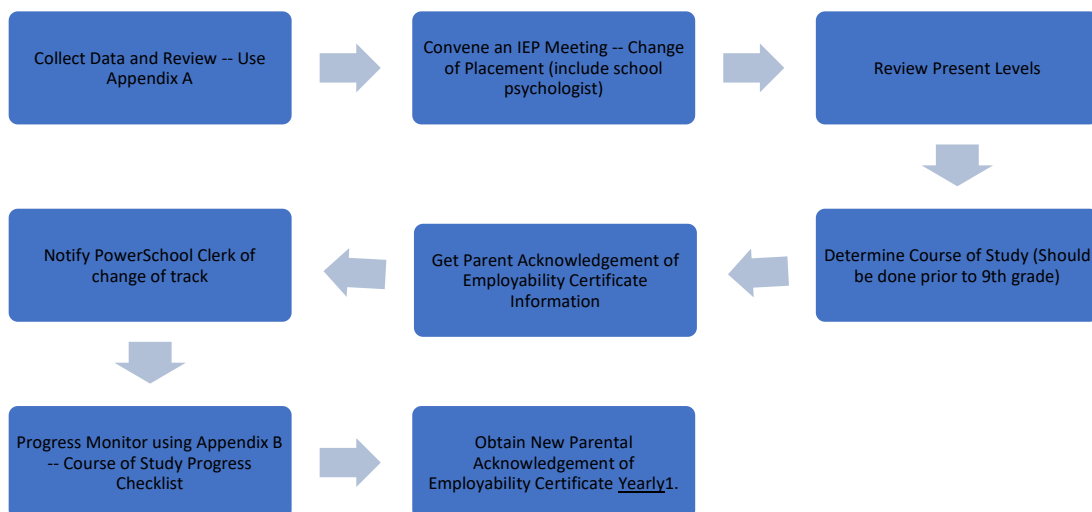 Collect Data and Review -- Use
Appendix A
Convene an IEP Meeting -- Change
of Placement (include school
psychologist)
Review Present Levels
Determine Course of Study (Should
be done prior to 9th grade)
Get Parent Acknowledgement of
Employability Certificate
Information
Notify PowerSchool Clerk of
change of track
Progress Monitor using Appendix B
-- Course of Study Progress
Checklist
Obtain New Parental
Acknowledgement of
Employability Certificate Yearly1.